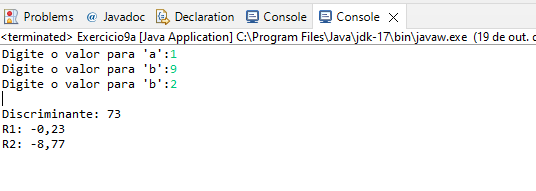 Problems @ Javadoc Declaration Console Console
<terminated> Exercicio9a [Java Application] C:\Program Files\Java\jdk-17\bin\javaw.exe (19 de out. d
Digite o valor para 'a':1
Digite o valor para 'b':9
Digite o valor para 'b':2
Discriminante: 73
R1: -0,23
R2: -8,77